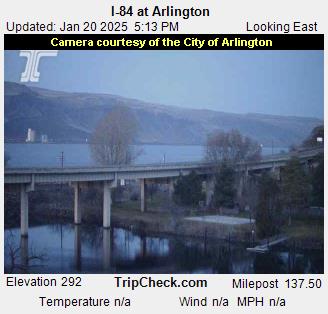 I-84 at Arlington
Updated: Jan 20 2025 5:13 PM Looking East
Camera courtesy of the City of Arlington
Elevation 292 TripCheck.com Milepost 137.50
Temperature n/a Wind n/a MPH n/a